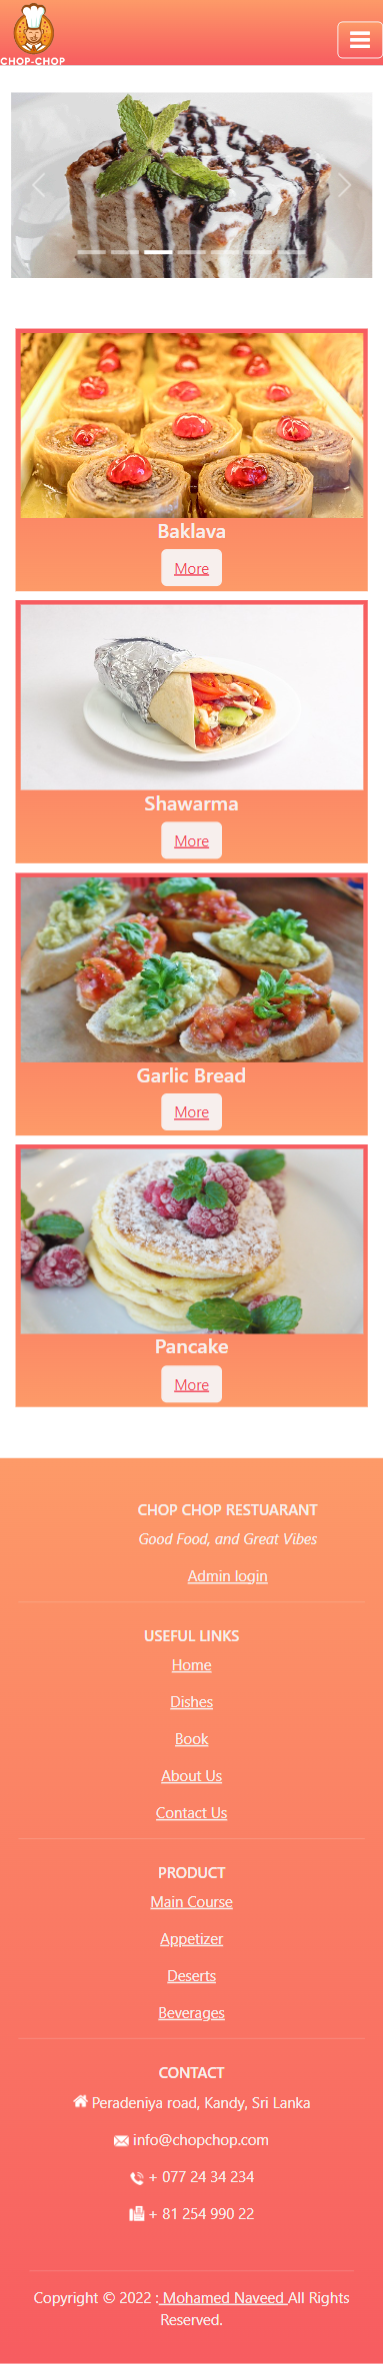 CHOP-CHOP
Baklava
More
Shawarma
More
Garlic Bread
More
Pancake
More
CHOP CHOP RESTUARANT
Good Food, and Great Vibes
Admin login
USEFUL LINKS
Home
Dishes
Book
About Us
Contact Us
PRODUCT
Main Course
Appetizer
Deserts
Beverages
CONTACT
Peradeniya road, Kandy, Sri Lanka
info@chopchop.com
+ 077 24 34 234
+ 81 254 990 22
Copyright © 2022 : Mohamed Naveed All Rights
Reserved.